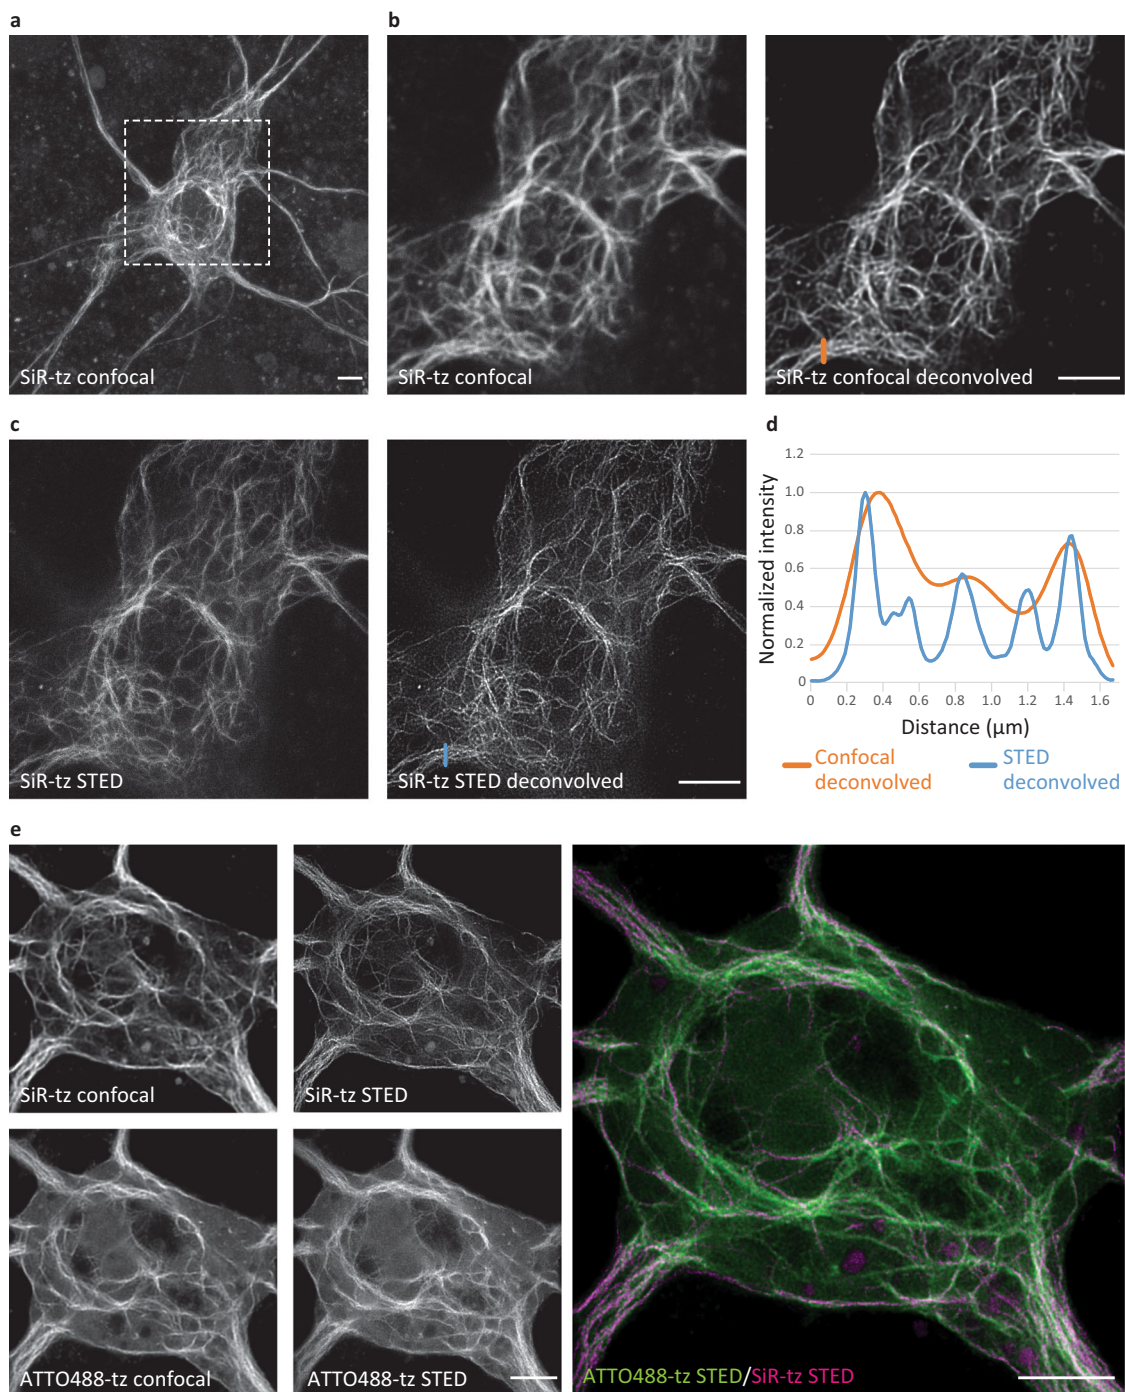 a
b
SiR-tz confocal
SiR-tz confocal
SiR-tz confocal deconvolved
c
d
SiR-tz STED
SiR-tz STED deconvolved
Normalized intensity
1.2
1.0
0.8
0.6
0.4
0.2
0
0 0.2 0.4 0.6 0.8 1.0 1.2 1.4 1.6
Distance (μm)
Confocal
deconvolved
STED
deconvolved
e
SiR-tz confocal
SiR-tz STED
ATTO488-tz confocal
ATTO488-tz STED
ATTO488-tz STED/SiR-tz STED